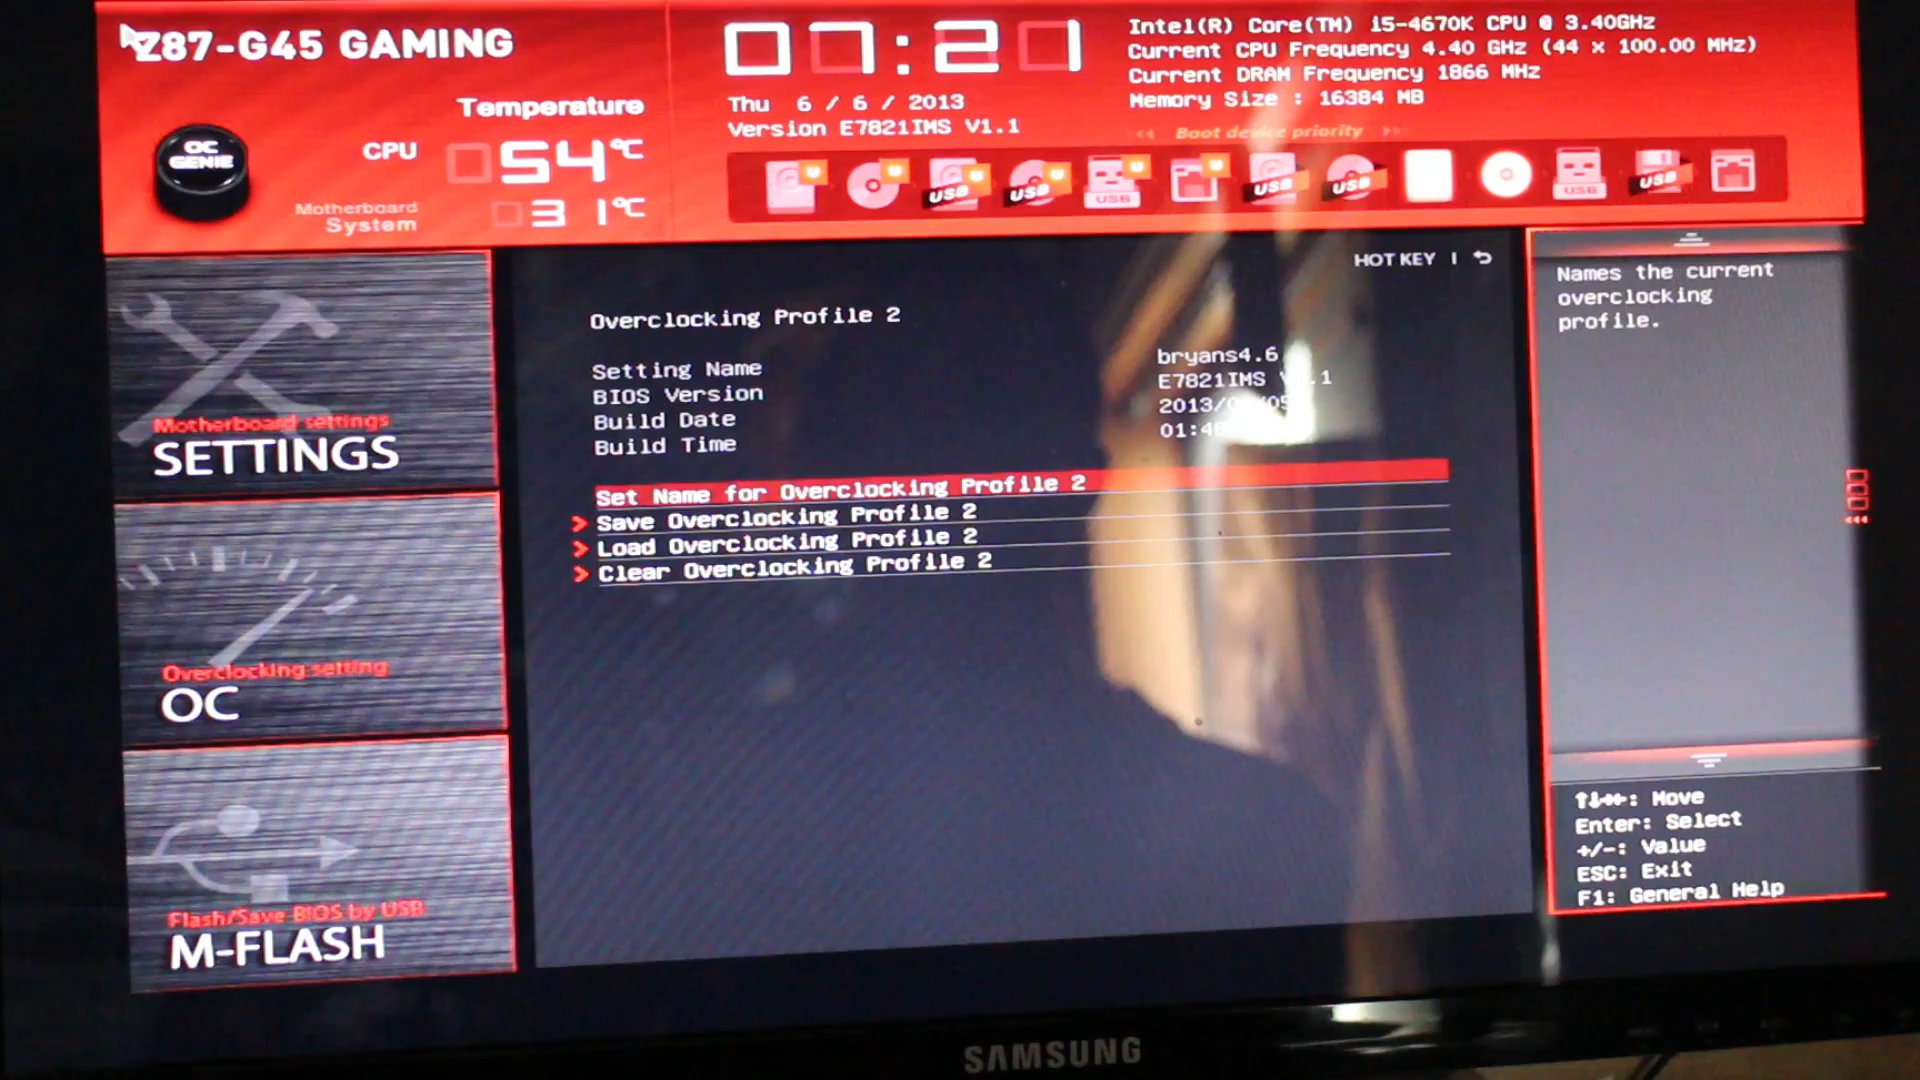 Z87-G45 GAMING
07:21
Intel(R) Core(TM) i5-4670K CPU @ 3.40GHz
Current CPU Frequency 4.40 GHz (44 x 100.00 MHz)
Current DRAM Frequency 1866 MHz
Memory Size : 16384 MB
Temperature
Thu 6 / 6 / 2013
Version E7821IMS V1.1
Boot device priority
OC
GENIE
CPU 54°C
Motherboard
System 31°C
U U USB U USB U USB U U USB USB USB USB
HOT KEY | ⮌
Names the current
overclocking
profile.
Overclocking Profile 2
Setting Name bryans4.6
BIOS Version E7821IMS .1
Build Date 2013/
Build Time 01:4
Set Name for Overclocking Profile 2
Save Overclocking Profile 2
Load Overclocking Profile 2
Clear Overclocking Profile 2
Motherboard settings
SETTINGS
Overclocking setting
OC
Flash/Save BIOS by USB
M-FLASH
↑↓→←: Move
Enter: Select
+/-: Value
ESC: Exit
F1: General Help
SAMSUNG